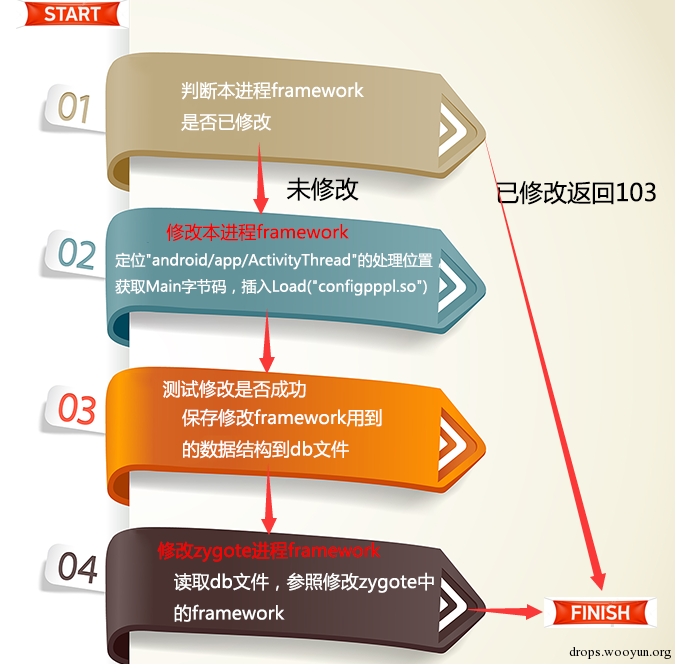 START
01
判断本进程framework
是否已修改
未修改
已修改返回103
02
修改本进程framework
定位"android/app/ActivityThread"的处理位置
获取Main字节码，插入Load("configpppl.so")
03
测试修改是否成功
保存修改framework用到
的数据结构到db文件
04
修改zygote进程framework
读取db文件，参照修改zygote中
的framework
FINISH
drops.wooyun.org